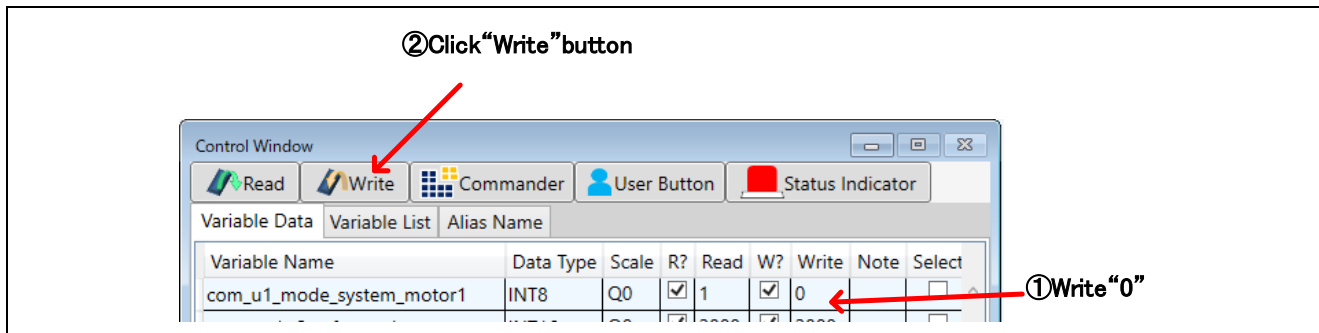 ②Click“Write”button
Control Window
Read Write Commander User Button Status Indicator
Variable Data Variable List Alias Name
Variable Name Data Type Scale R? Read W? Write Note Select
com_u1_mode_system_motor1 INT8 Q0 1 0
①Write“0”